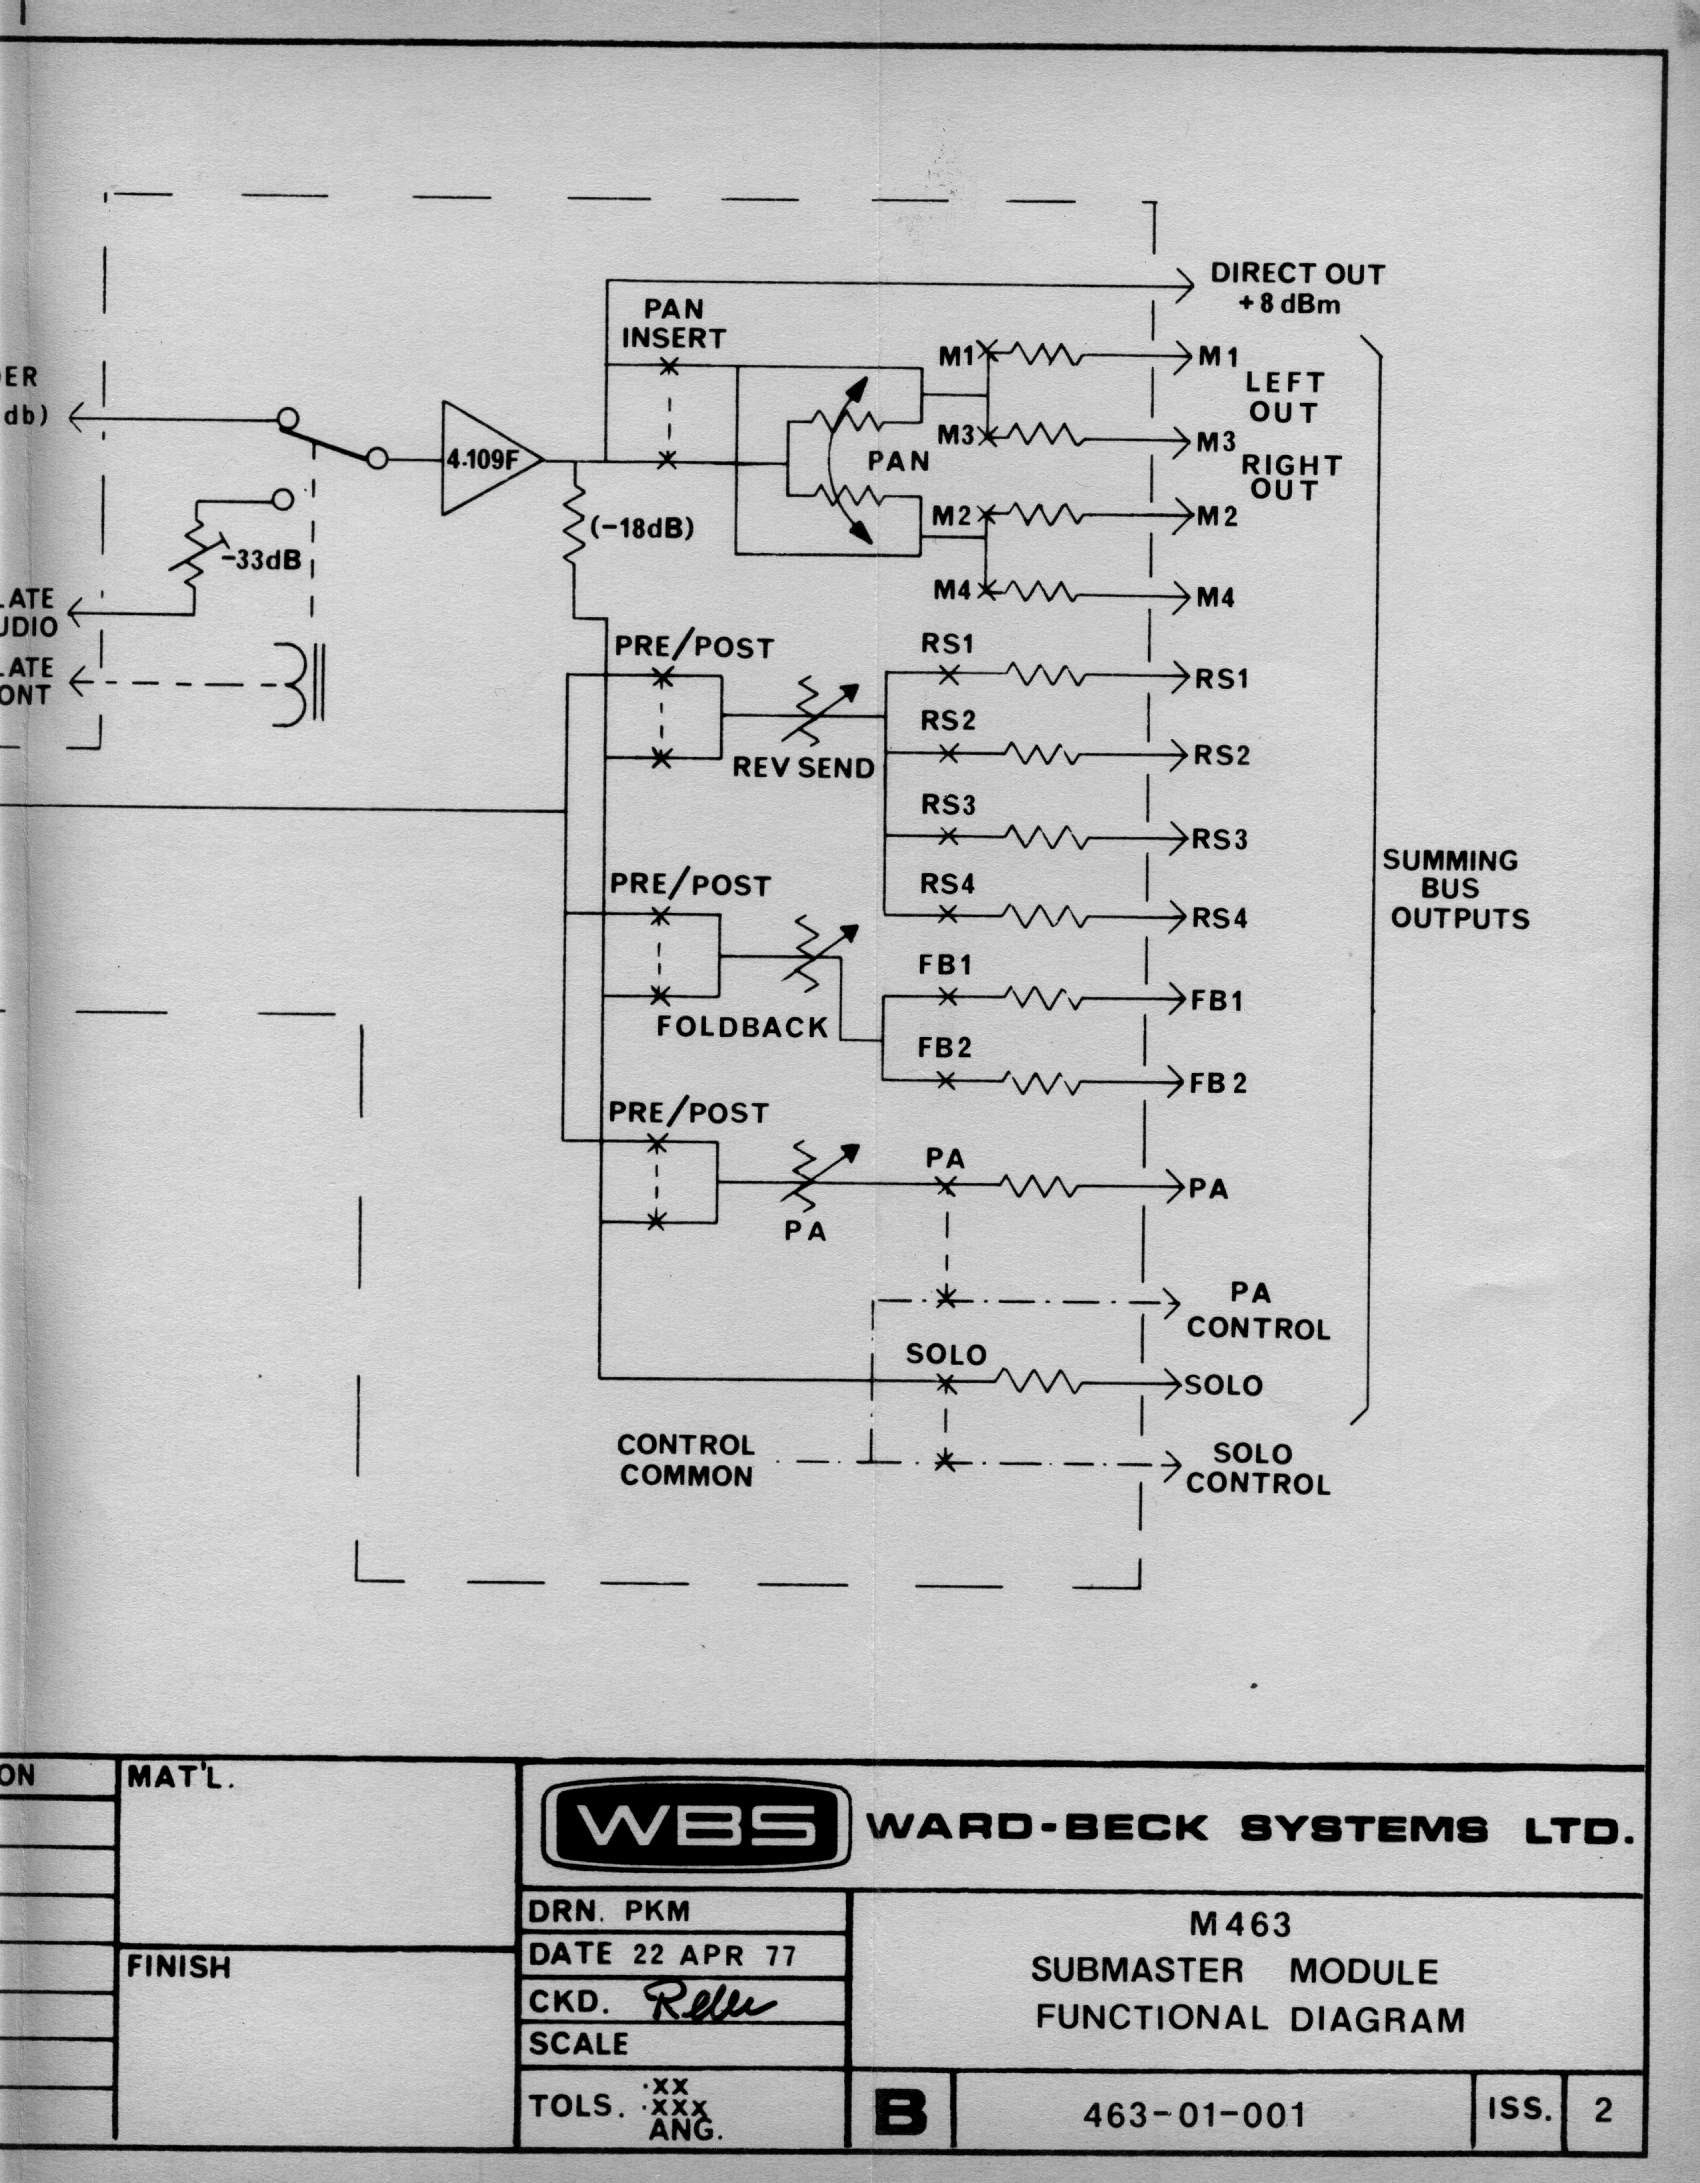 DIRECT OUT
+8 dBm
PAN
INSERT
M1
M1
LEFT
OUT
ER
db)
M3
M3
PAN
4·109F
RIGHT
OUT
M2
M2
(-18dB)
-33dB
M4
M4
LATE
UDIO
PRE/POST
RS1
RS1
LATE
ONT
RS2
RS2
REV SEND
RS3
RS3
SUMMING
BUS
OUTPUTS
PRE/POST
RS4
RS4
FB1
FB1
FOLDBACK
FB2
FB2
PRE/POST
PA
PA
PA
PA
CONTROL
SOLO
SOLO
CONTROL
COMMON
SOLO
CONTROL
ON
MAT'L.
WBS WARD-BECK SYSTEMS LTD.
DRN. PKM
M463
DATE 22 APR 77
FINISH
SUBMASTER MODULE
CKD.
FUNCTIONAL DIAGRAM
SCALE
TOLS. .XX
.XXX
ANG.
B
463-01-001
ISS. 2